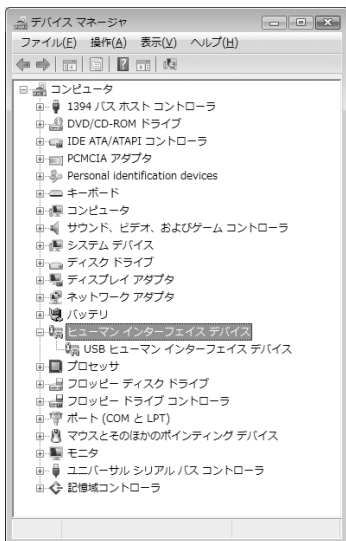 デバイス マネージャ
ファイル(F) 操作(A) 表示(V) ヘルプ(H)
コンピュータ
1394 バス ホスト コントローラ
DVD/CD-ROM ドライブ
IDE ATA/ATAPI コントローラ
PCMCIA アダプタ
Personal identification devices
キーボード
コンピュータ
サウンド、ビデオ、およびゲーム コントローラ
システム デバイス
ディスク ドライブ
ディスプレイ アダプタ
ネットワーク アダプタ
バッテリ
ヒューマン インターフェイス デバイス
USB ヒューマン インターフェイス デバイス
プロセッサ
フロッピー ディスク ドライブ
フロッピー ドライブ コントローラ
ポート (COM と LPT)
マウスとそのほかのポインティング デバイス
モニタ
ユニバーサル シリアル バス コントローラ
記憶域コントローラ